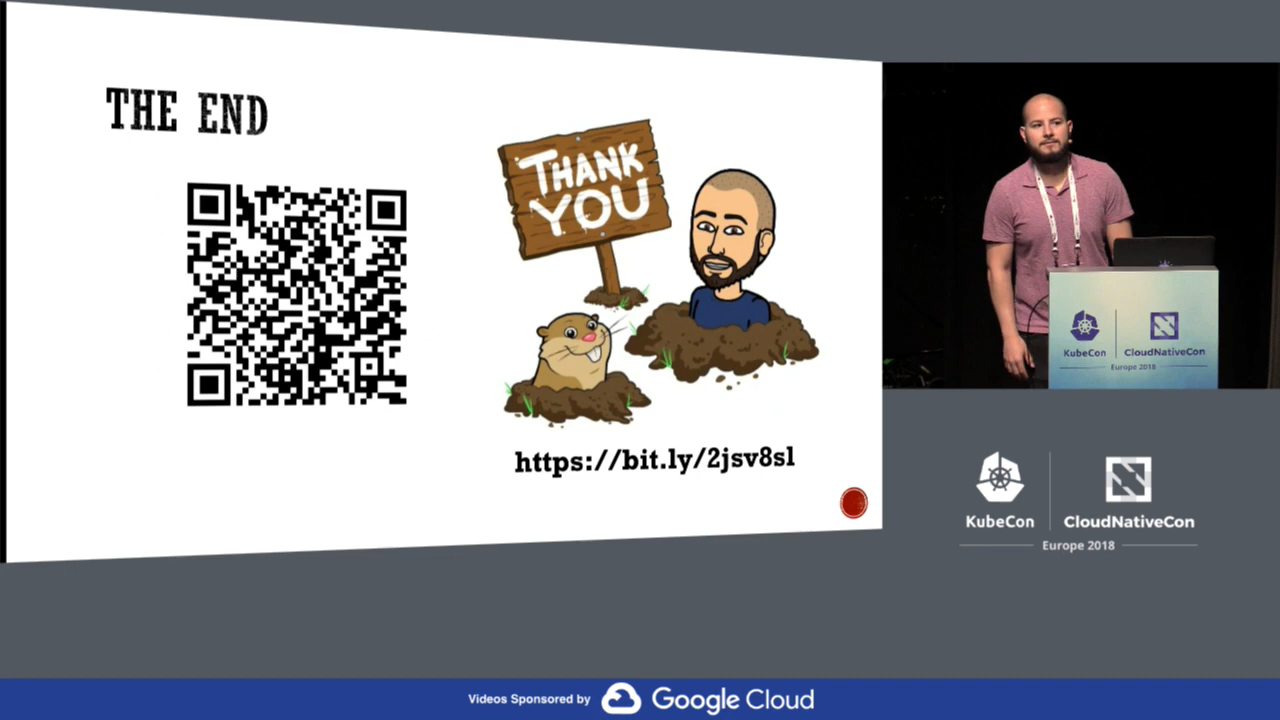 THE END
THANK
YOU
https://bit.ly/2jsv8sl
KubeCon
CloudNativeCon
Europe 2018
KubeCon
CloudNativeCon
Europe 2018
Videos Sponsored by Google Cloud